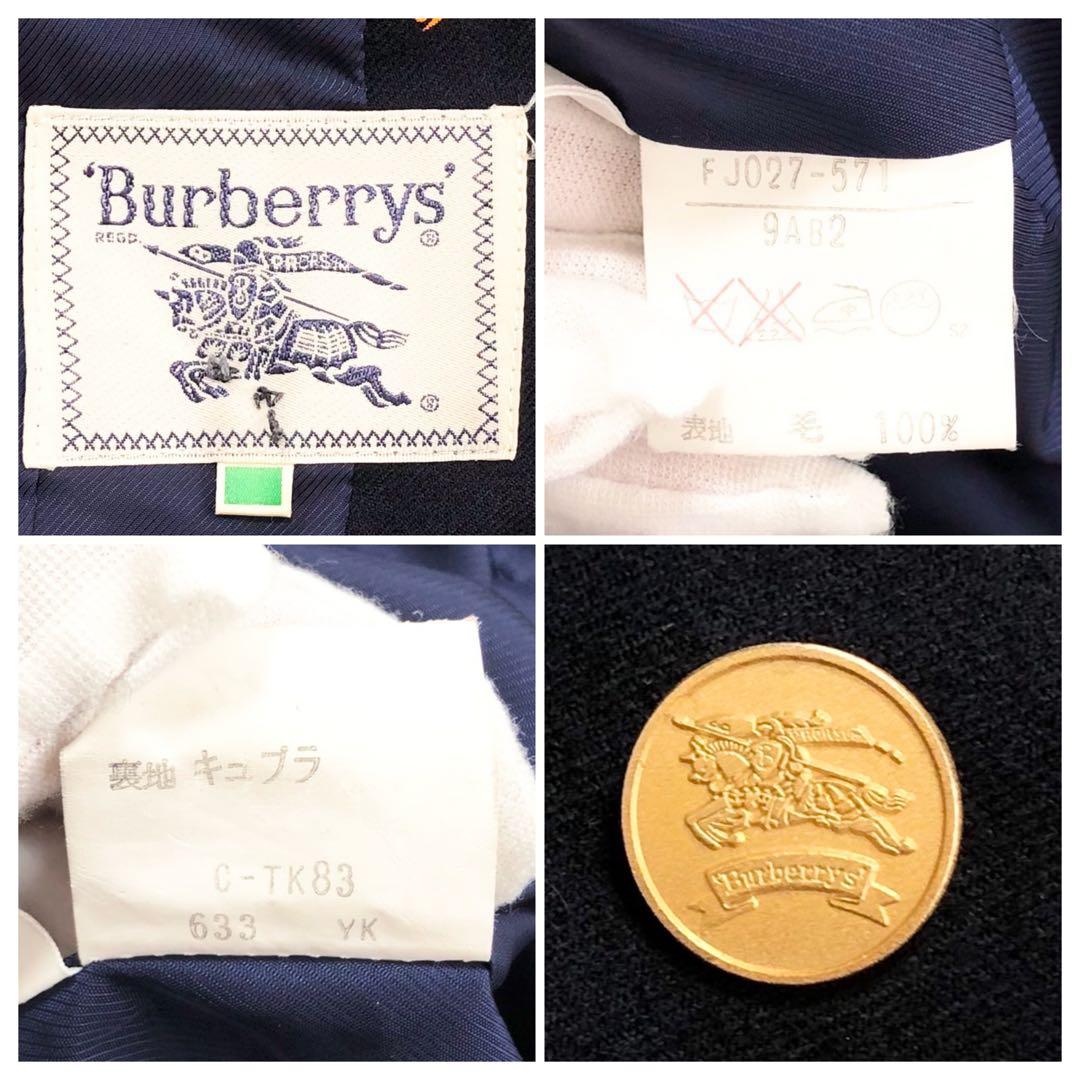 'Burberrys'
REGD.
PRORSUM
FJ027-571
9AB2
表地 毛 100%
裏地 キュプラ
C-TK83
633 YK
PRORSUM
'Burberrys'